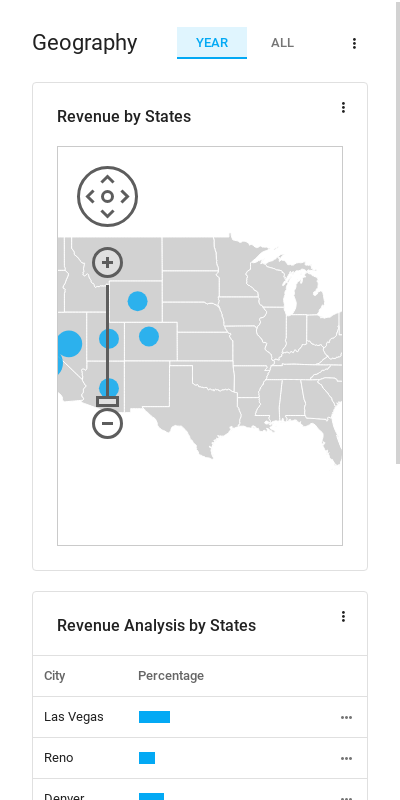 Geography
YEAR
ALL
Revenue by States
Revenue Analysis by States
City
Percentage
Las Vegas
Reno
Denver